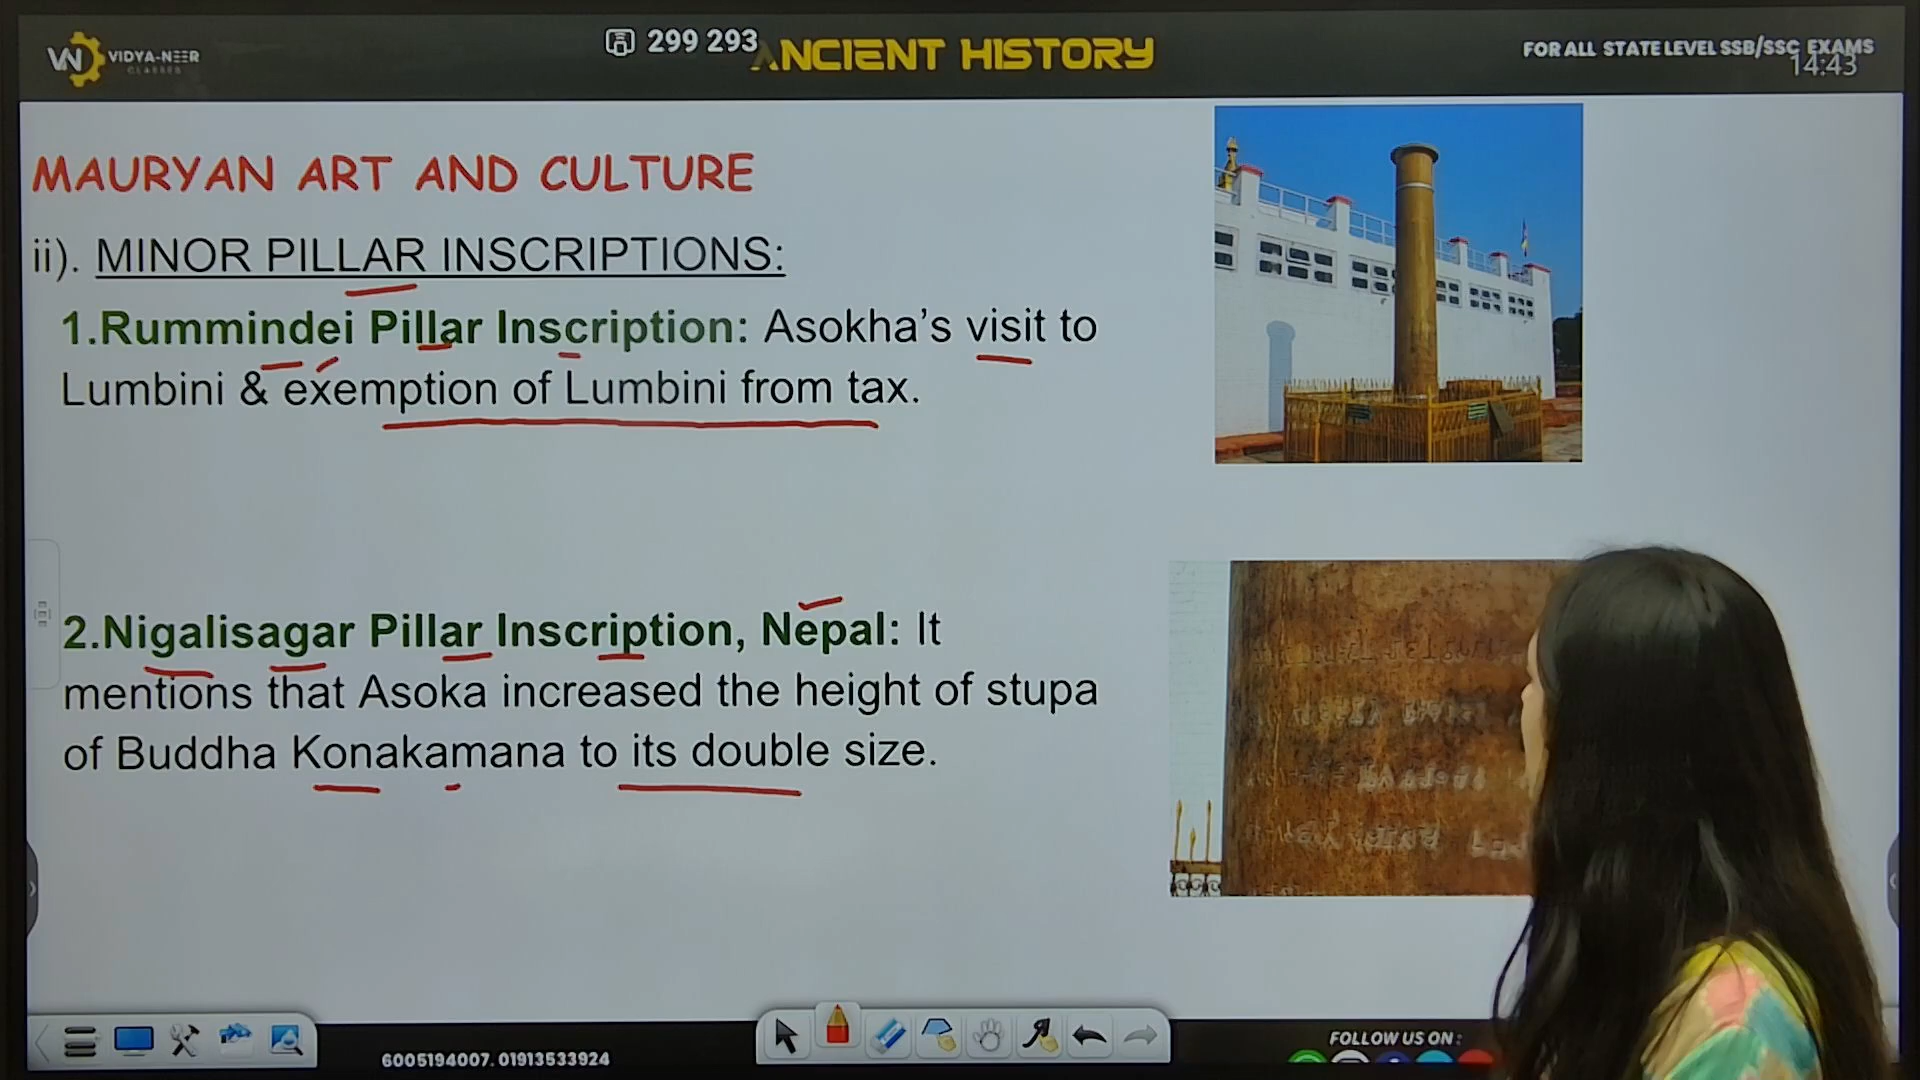 VN VIDYA-NEER
CLASSES
299 293
ANCIENT HISTORY
FOR ALL STATE LEVEL SSB/SSC EXAMS
14:43
MAURYAN ART AND CULTURE
ii). MINOR PILLAR INSCRIPTIONS:
1.Rummindei Pillar Inscription: Asokha's visit to
Lumbini & exemption of Lumbini from tax.
2.Nigalisagar Pillar Inscription, Nepal: It
mentions that Asoka increased the height of stupa
of Buddha Konakamana to its double size.
6005194007. 01913533924
FOLLOW US ON :